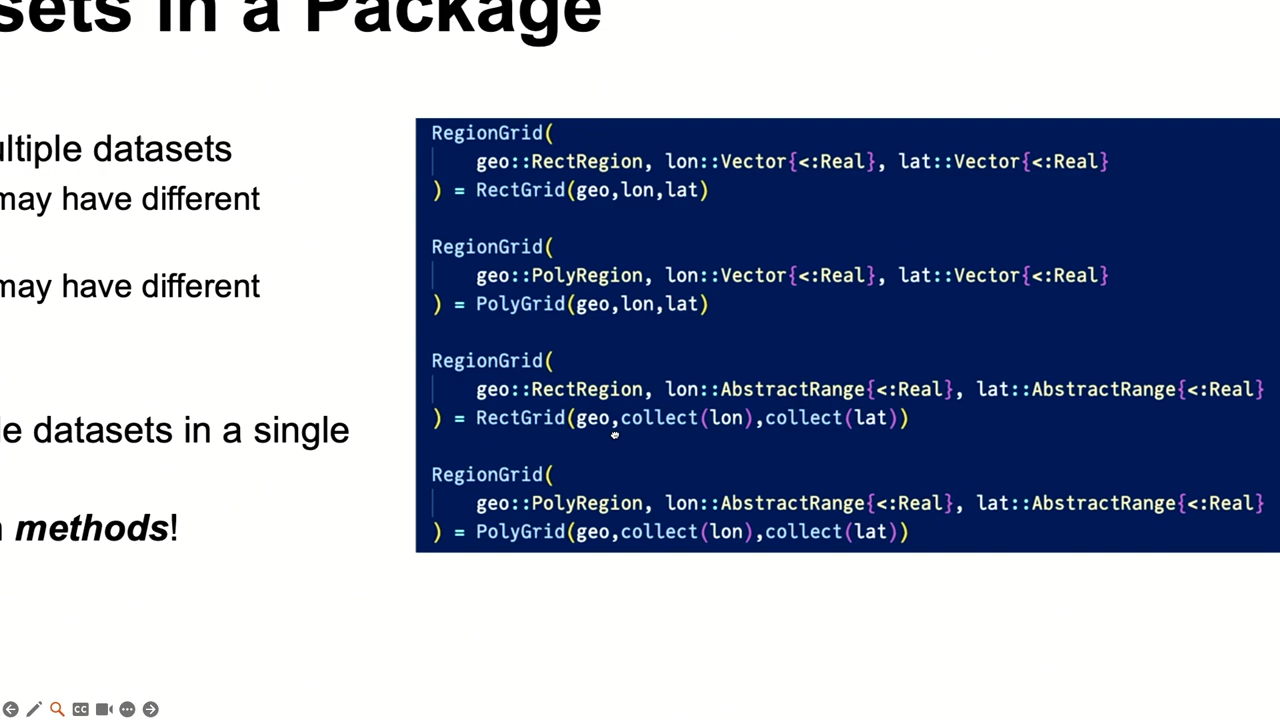 sets in a Package
ultiple datasets
may have different
may have different
le datasets in a single
methods!
RegionGrid(
geo::RectRegion, lon::Vector{<:Real}, lat::Vector{<:Real}
) = RectGrid(geo,lon,lat)
RegionGrid(
geo::PolyRegion, lon::Vector{<:Real}, lat::Vector{<:Real}
) = PolyGrid(geo,lon,lat)
RegionGrid(
geo::RectRegion, lon::AbstractRange{<:Real}, lat::AbstractRange{<:Real}
) = RectGrid(geo,collect(lon),collect(lat))
RegionGrid(
geo::PolyRegion, lon::AbstractRange{<:Real}, lat::AbstractRange{<:Real}
) = PolyGrid(geo,collect(lon),collect(lat))
CC